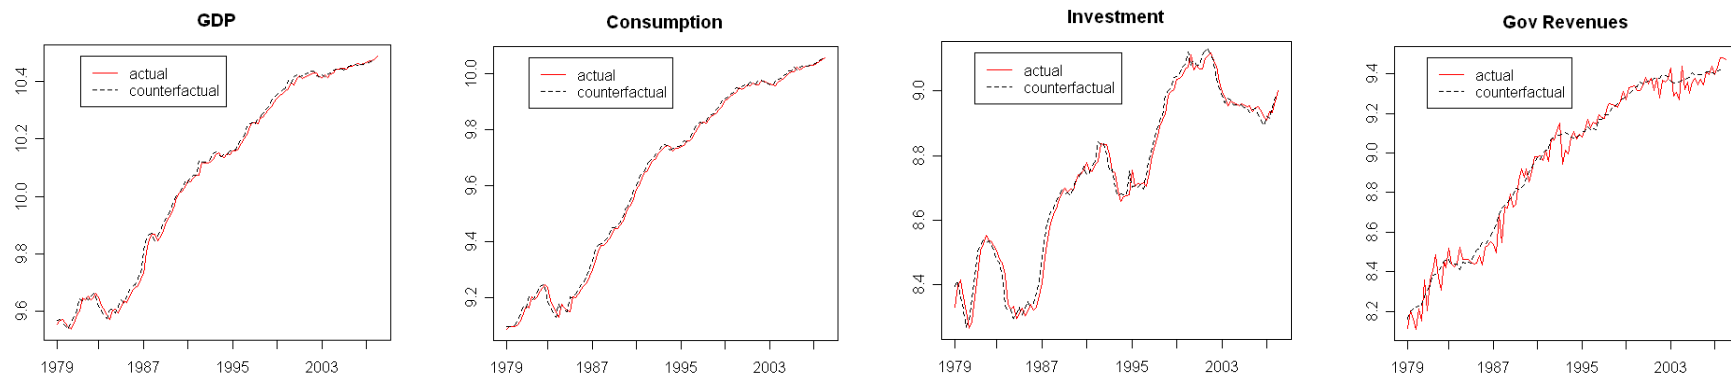 GDP
actual
counterfactual
9.6 9.8 10.0 10.2 10.4
1979 1987 1995 2003
Consumption
actual
counterfactual
9.2 9.4 9.6 9.8 10.0
1979 1987 1995 2003
Investment
actual
counterfactual
8.4 8.6 8.8 9.0
1979 1987 1995 2003
Gov Revenues
actual
counterfactual
8.2 8.4 8.6 8.8 9.0 9.2 9.4
1979 1987 1995 2003